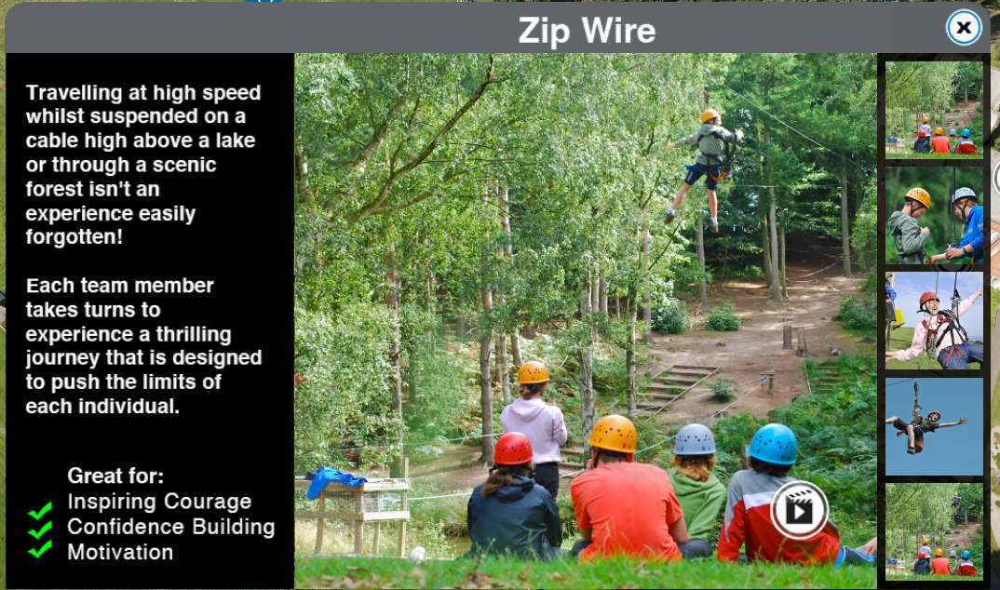 Zip Wire
Travelling at high speed
whilst suspended on a
cable high above a lake
or through a scenic
forest isn't an
experience easily
forgotten!
Each team member
takes turns to
experience a thrilling
journey that is designed
to push the limits of
each individual.
Great for:
Inspiring Courage
Confidence Building
Motivation